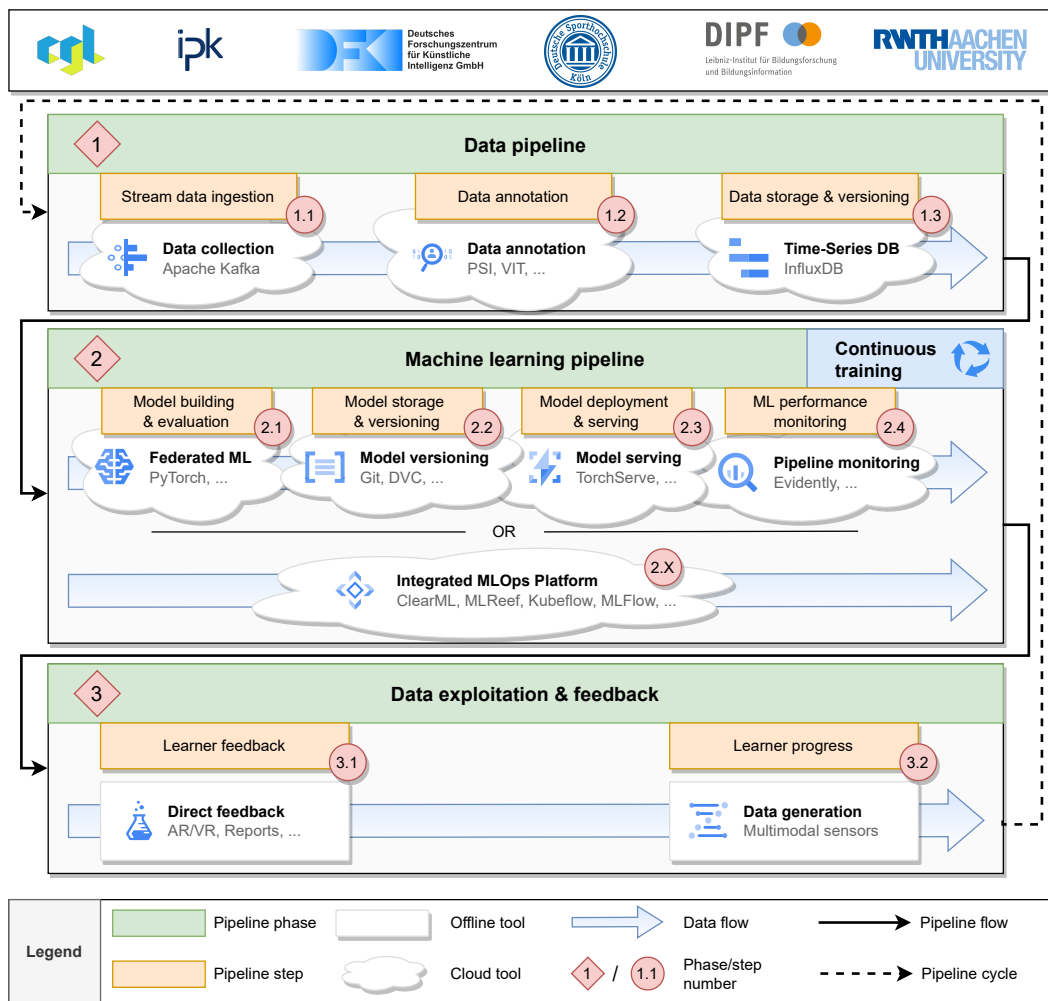 cgl
ipk
DFKI
Deutsches
Forschungszentrum
für Künstliche
Intelligenz GmbH
Deutsche Sporthochschule
Köln
DIPF
Leibniz-Institut für Bildungsforschung
und Bildungsinformation
RWTH AACHEN
UNIVERSITY
1
Data pipeline
Stream data ingestion
1.1
Data collection
Apache Kafka
Data annotation
1.2
Data annotation
PSI, VIT, ...
Data storage & versioning
1.3
Time-Series DB
InfluxDB
2
Machine learning pipeline
Continuous
training
Model building
& evaluation
2.1
Federated ML
PyTorch, ...
Model storage
& versioning
2.2
Model versioning
Git, DVC, ...
Model deployment
& serving
2.3
Model serving
TorchServe, ...
ML performance
monitoring
2.4
Pipeline monitoring
Evidently, ...
OR
2.X
Integrated MLOps Platform
ClearML, MLReef, Kubeflow, MLFlow, ...
3
Data exploitation & feedback
Learner feedback
3.1
Direct feedback
AR/VR, Reports, ...
Learner progress
3.2
Data generation
Multimodal sensors
Legend
Pipeline phase
Offline tool
Data flow
Pipeline flow
Pipeline step
Cloud tool
1 / 1.1
Phase/step
number
Pipeline cycle